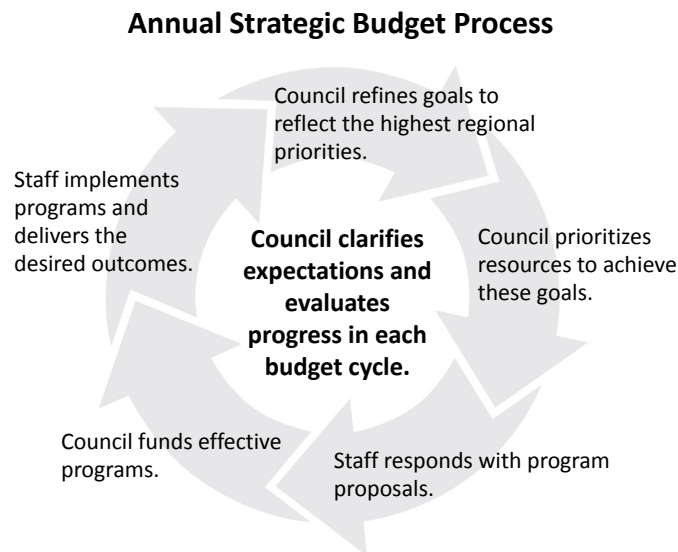 Annual Strategic Budget Process
Council refines goals to
reflect the highest regional
priorities.
Council prioritizes
resources to achieve
these goals.
Staff responds with program
proposals.
Council funds effective
programs.
Staff implements
programs and
delivers the
desired outcomes.
Council clarifies
expectations and
evaluates
progress in each
budget cycle.